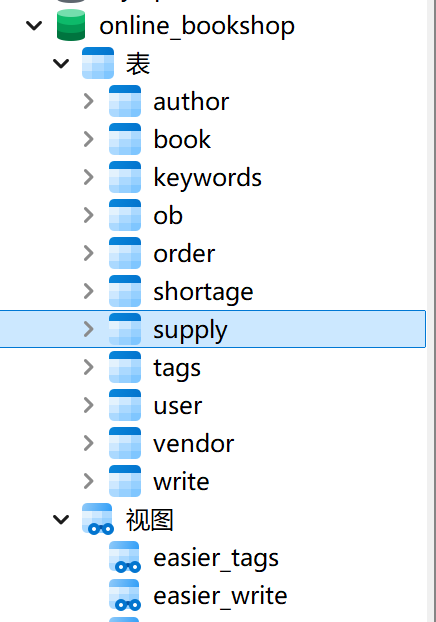 online_bookshop
表
author
book
keywords
ob
order
shortage
supply
tags
user
vendor
write
视图
easier_tags
easier_write